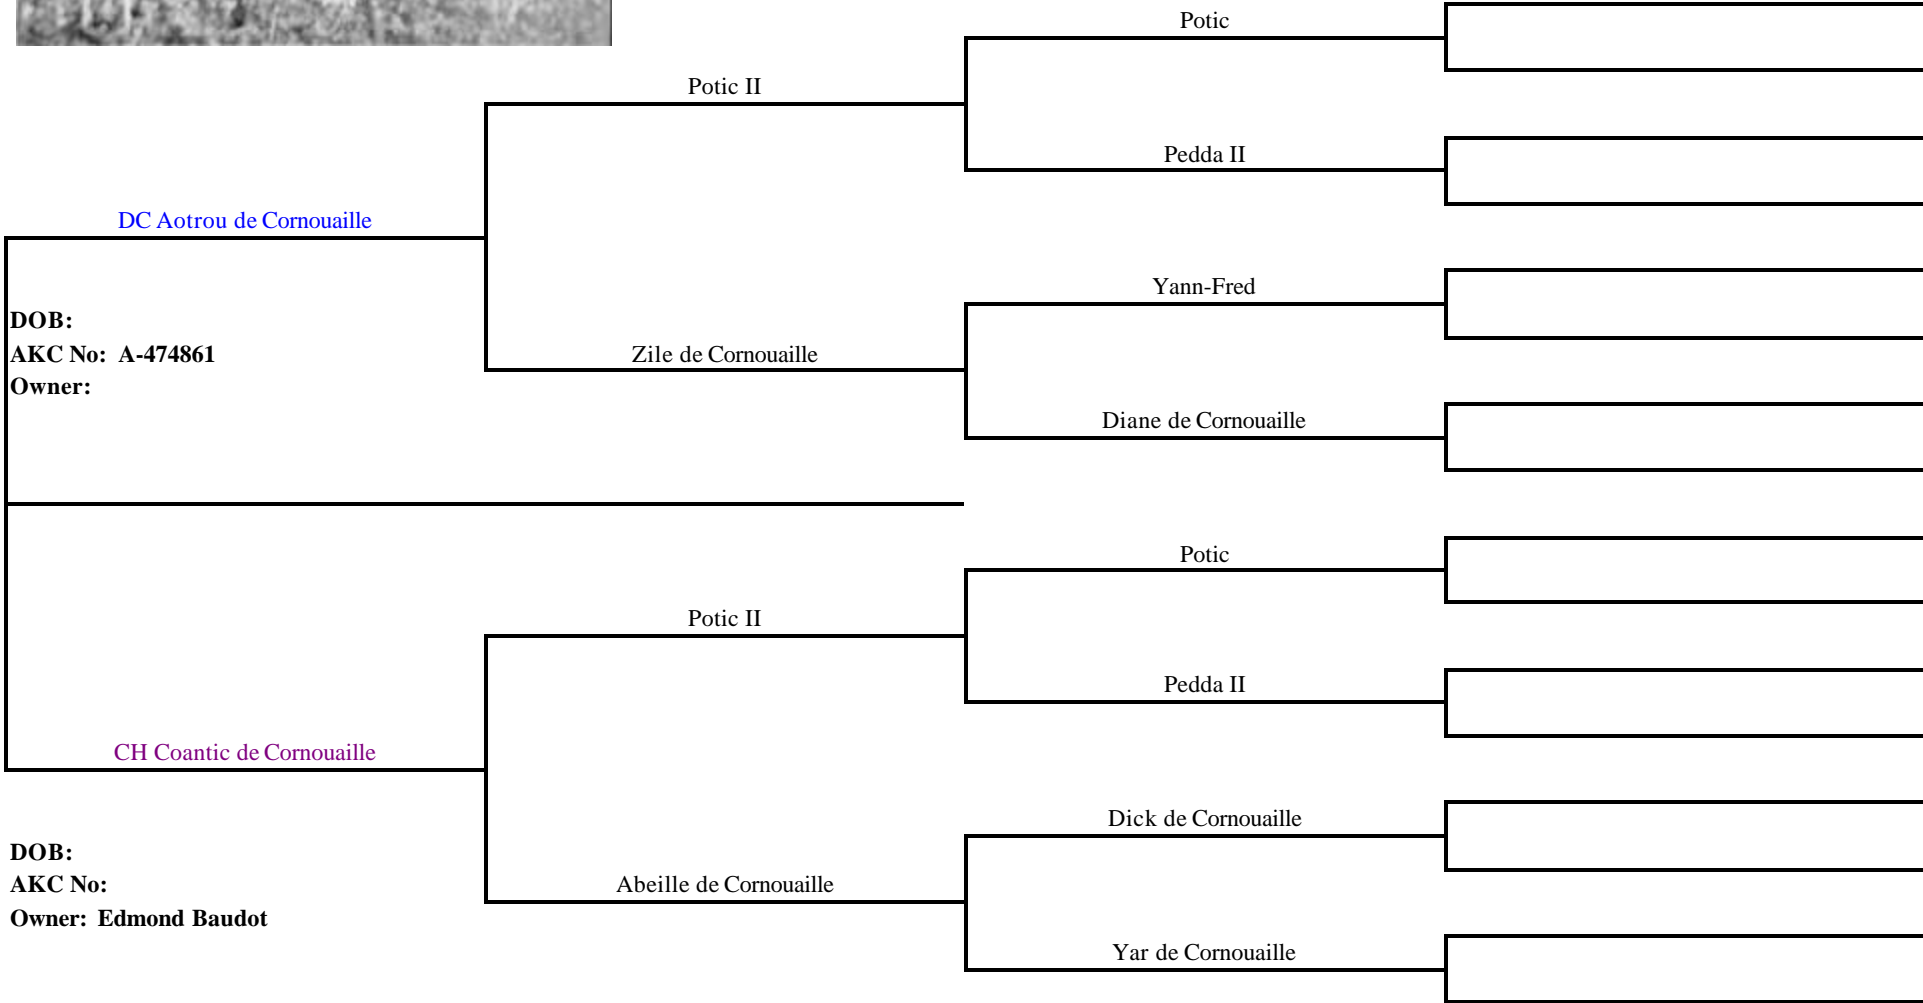 Potic
Potic II
Pedda II
DC Aotrou de Cornouaille
Yann-Fred
DOB:
AKC No: A-474861
Zile de Cornouaille
Owner:
Diane de Cornouaille
Potic
Potic II
Pedda II
CH Coantic de Cornouaille
Dick de Cornouaille
DOB:
AKC No:
Abeille de Cornouaille
Owner: Edmond Baudot
Yar de Cornouaille